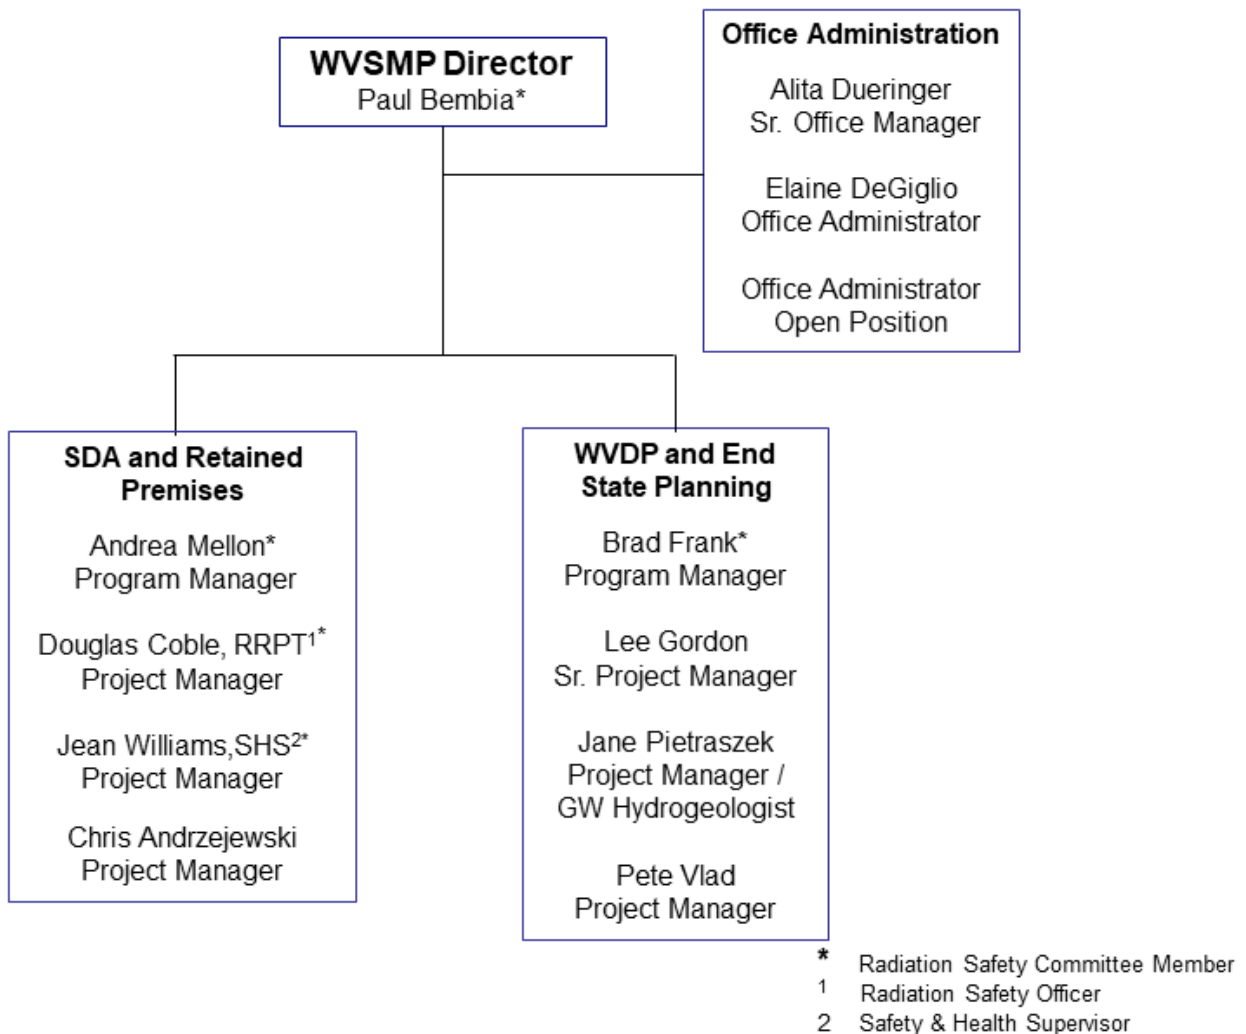 WVSMP Director
Paul Bembia*
Office Administration
Alita Dueringer
Sr. Office Manager
Elaine DeGiglio
Office Administrator
Office Administrator
Open Position
SDA and Retained
Premises
Andrea Mellon*
Program Manager
Douglas Coble, RRPT1*
Project Manager
Jean Williams,SHS2*
Project Manager
Chris Andrzejewski
Project Manager
WVDP and End
State Planning
Brad Frank*
Program Manager
Lee Gordon
Sr. Project Manager
Jane Pietraszek
Project Manager /
GW Hydrogeologist
Pete Vlad
Project Manager
* Radiation Safety Committee Member
1 Radiation Safety Officer
2 Safety & Health Supervisor